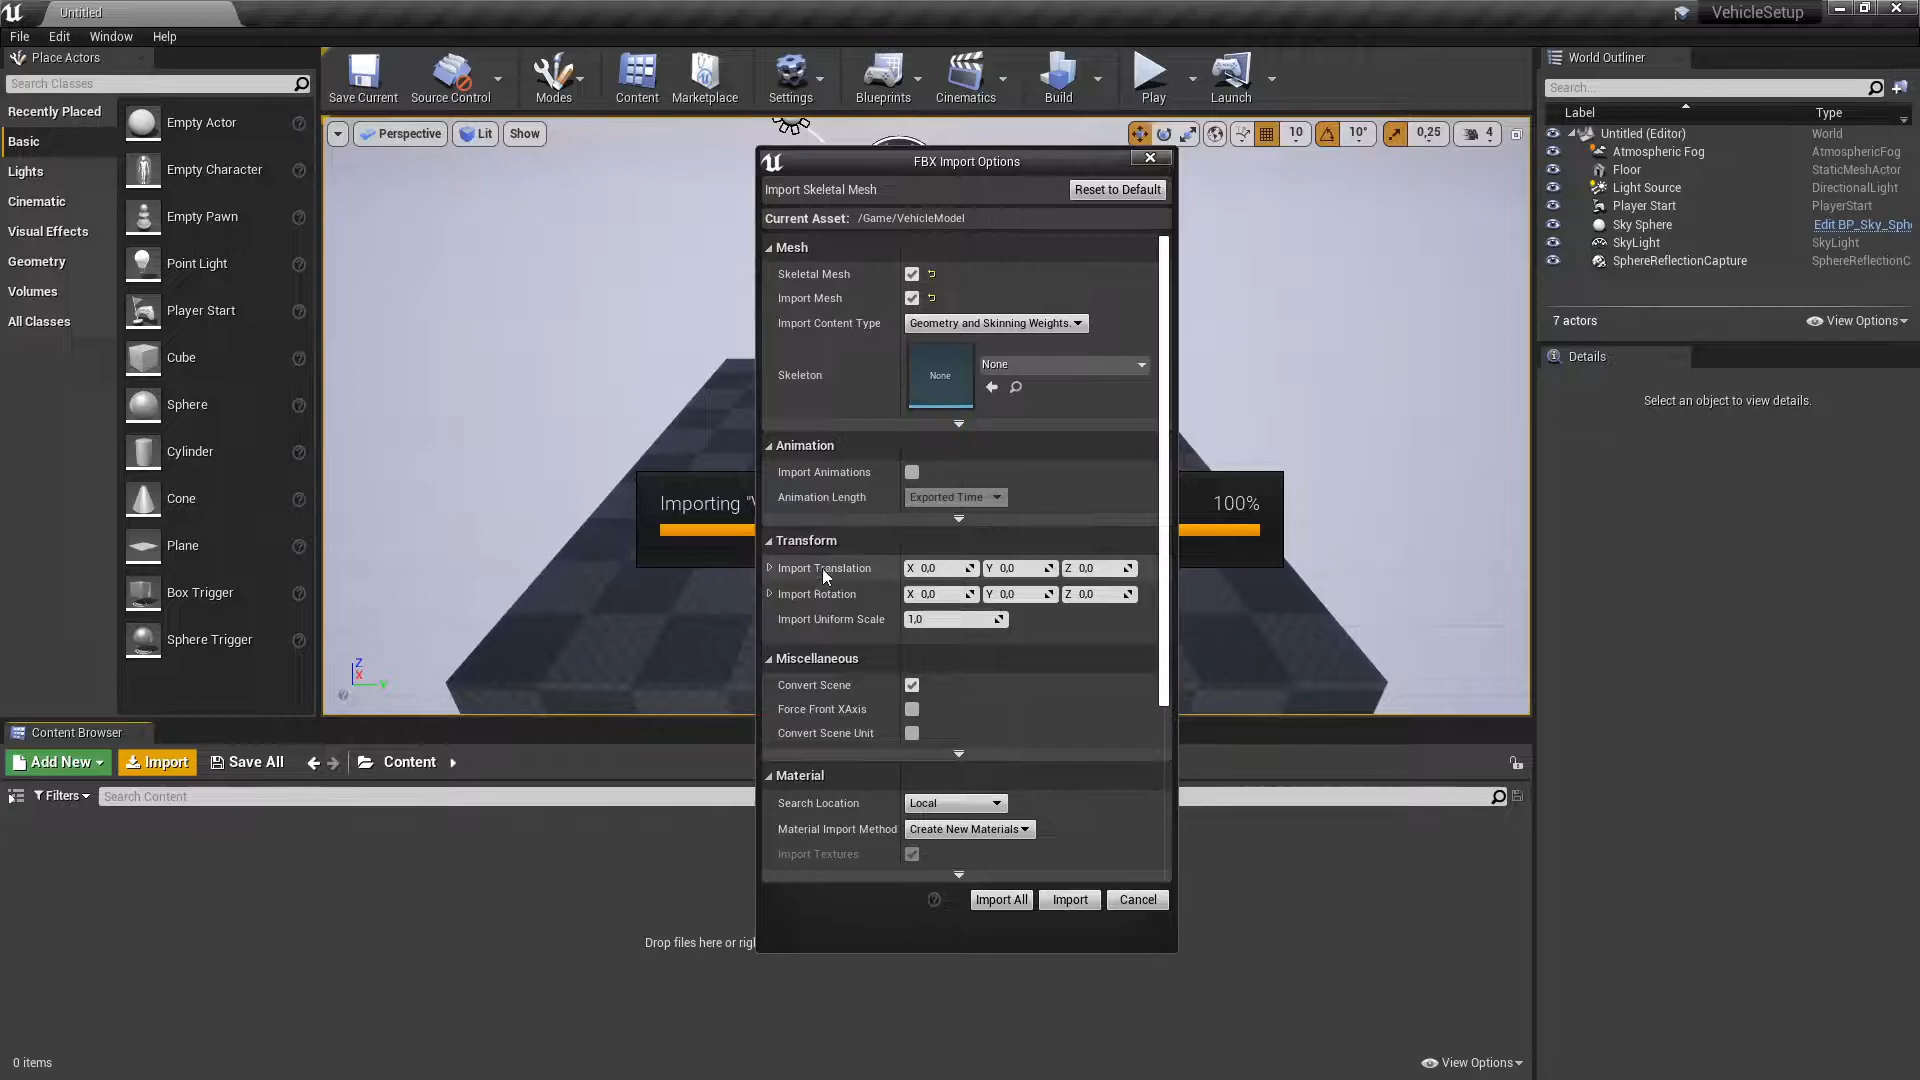 Untitled
VehicleSetup
File Edit Window Help
Place Actors
Search Classes
Recently Placed
Basic
Lights
Cinematic
Visual Effects
Geometry
Volumes
All Classes
Empty Actor
Empty Character
Empty Pawn
Point Light
Player Start
Cube
Sphere
Cylinder
Cone
Plane
Box Trigger
Sphere Trigger
Save Current
Source Control
Modes
Content
Marketplace
Settings
Blueprints
Cinematics
Build
Play
Launch
Perspective
Lit
Show
10
10°
0,25
4
Z
X
Importing "
100%
FBX Import Options
Import Skeletal Mesh
Reset to Default
Current Asset: /Game/VehicleModel
Mesh
Skeletal Mesh
Import Mesh
Import Content Type Geometry and Skinning Weights.
Skeleton
None
None
Animation
Import Animations
Animation Length Exported Time
Transform
Import Translation X 0,0 Y 0,0 Z 0,0
Import Rotation X 0,0 Y 0,0 Z 0,0
Import Uniform Scale 1,0
Miscellaneous
Convert Scene
Force Front XAxis
Convert Scene Unit
Material
Search Location Local
Material Import Method Create New Materials
Import Textures
Import All
Import
Cancel
World Outliner
Search...
Label Type
Untitled (Editor) World
Atmospheric Fog AtmosphericFog
Floor StaticMeshActor
Light Source DirectionalLight
Player Start PlayerStart
Sky Sphere Edit BP_Sky_Sph
SkyLight SkyLight
SphereReflectionCapture SphereReflectionC
7 actors
View Options
Details
Select an object to view details.
Content Browser
Add New
Import
Save All
Content
Filters
Search Content
Drop files here or rig
0 items
View Options